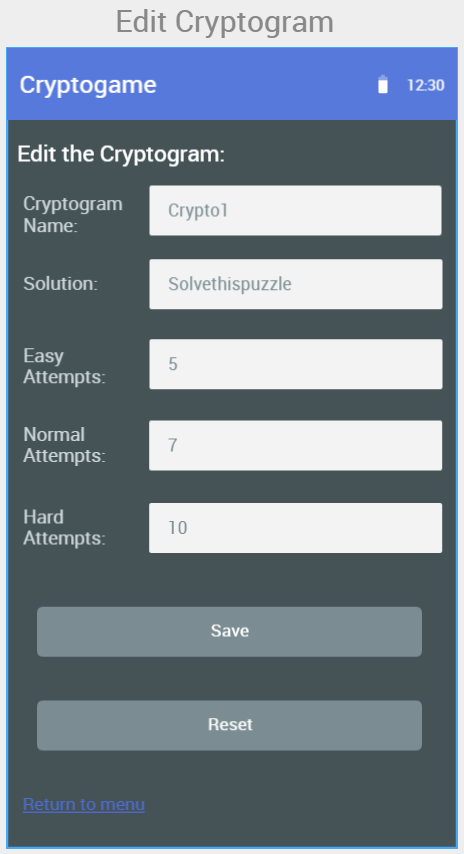 Edit Cryptogram
Cryptogame
12:30
Edit the Cryptogram:
Cryptogram
Name:
Crypto1
Solution:
Solvethispuzzle
Easy
Attempts:
5
Normal
Attempts:
7
Hard
Attempts:
10
Save
Reset
Return to menu